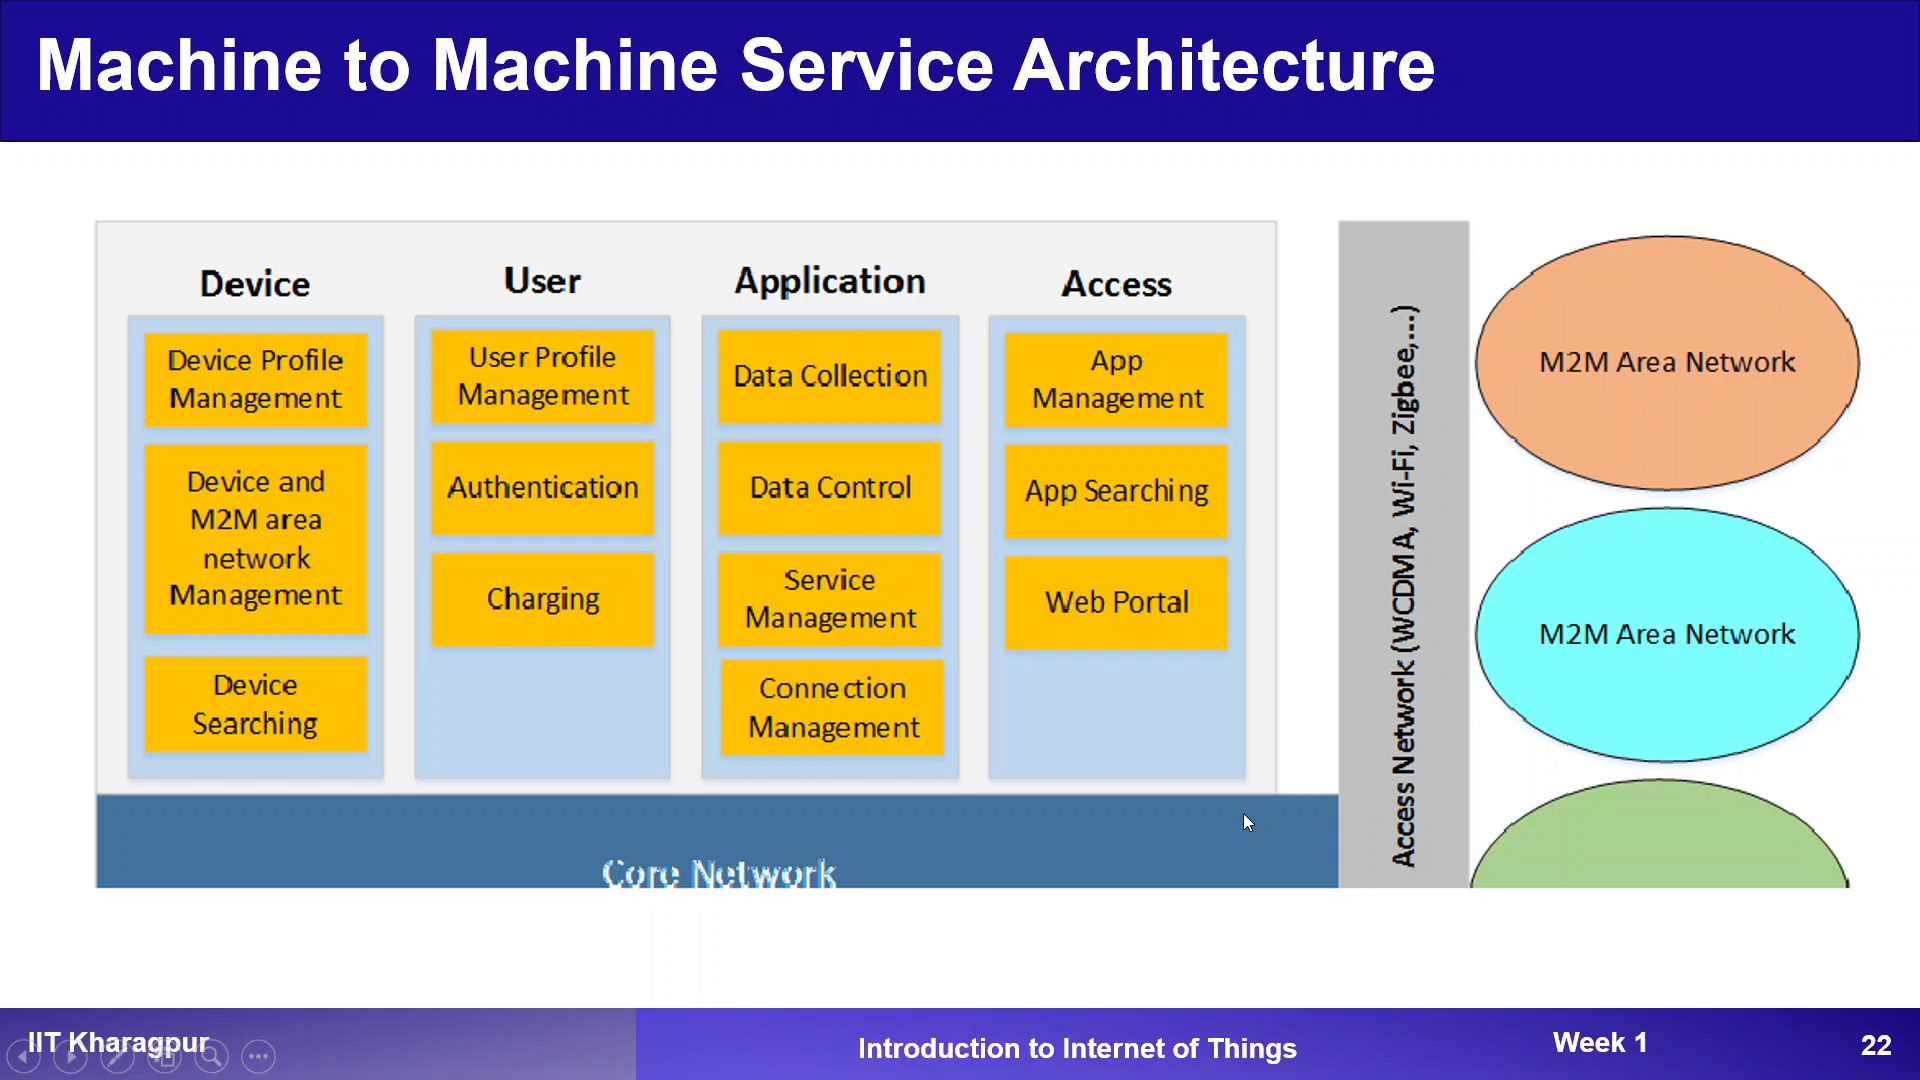 Machine to Machine Service Architecture
Device
Device Profile
Management
Device and
M2M area
network
Management
Device
Searching
User
User Profile
Management
Authentication
Charging
Application
Data Collection
Data Control
Service
Management
Connection
Management
Access
App
Management
App Searching
Web Portal
Core Network
Access Network (WCDMA, Wi-Fi, Zigbee,...)
M2M Area Network
M2M Area Network
IIT Kharagpur
Introduction to Internet of Things
Week 1
22